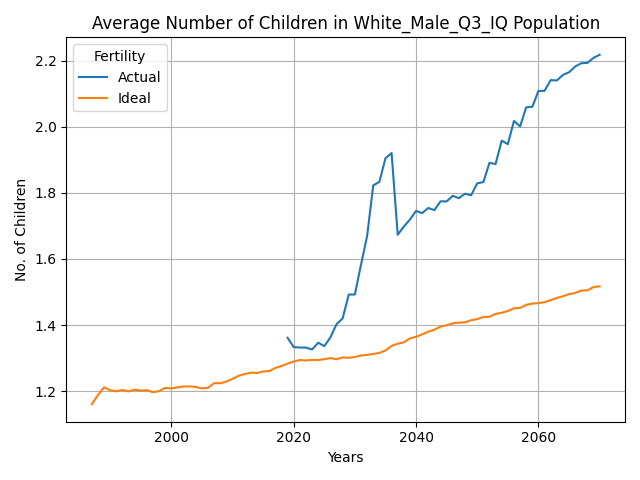 Average Number of Children in White_Male_Q3_IQ Population
Fertility
Actual
Ideal
No. of Children
2.2
2.0
1.8
1.6
1.4
1.2
2000 2020 2040 2060
Years